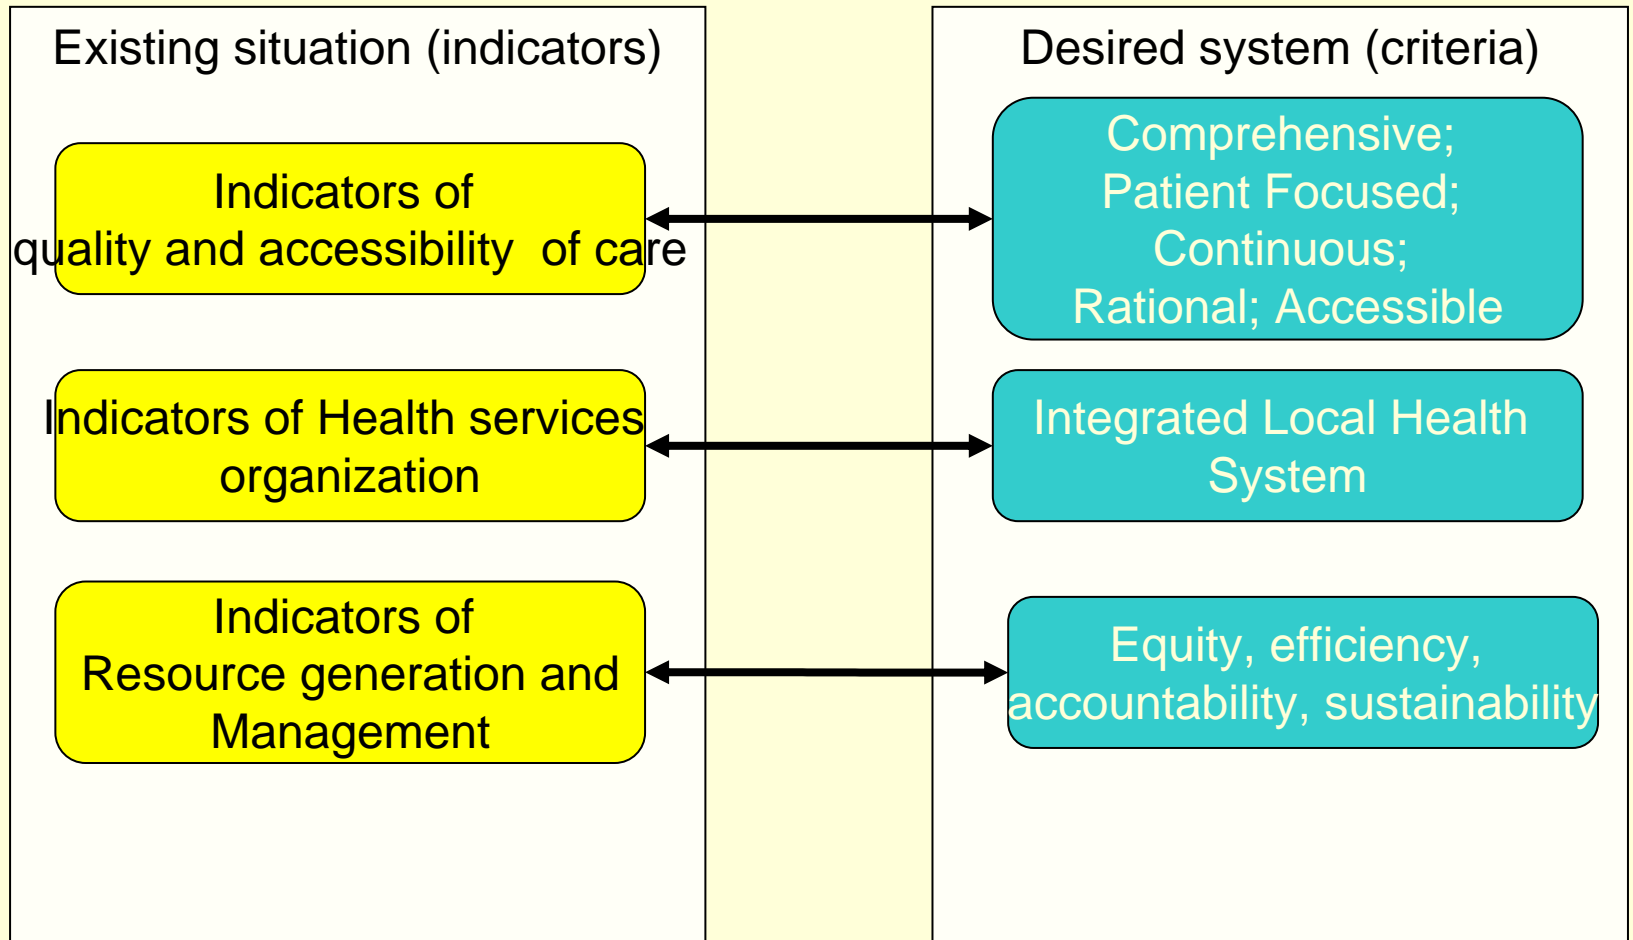 Existing situation (indicators)
Indicators of
quality and accessibility of care
Indicators of Health services
organization
Indicators of
Resource generation and
Management
Desired system (criteria)
Comprehensive;
Patient Focused;
Continuous;
Rational; Accessible
Integrated Local Health
System
Equity, efficiency,
accountability, sustainability